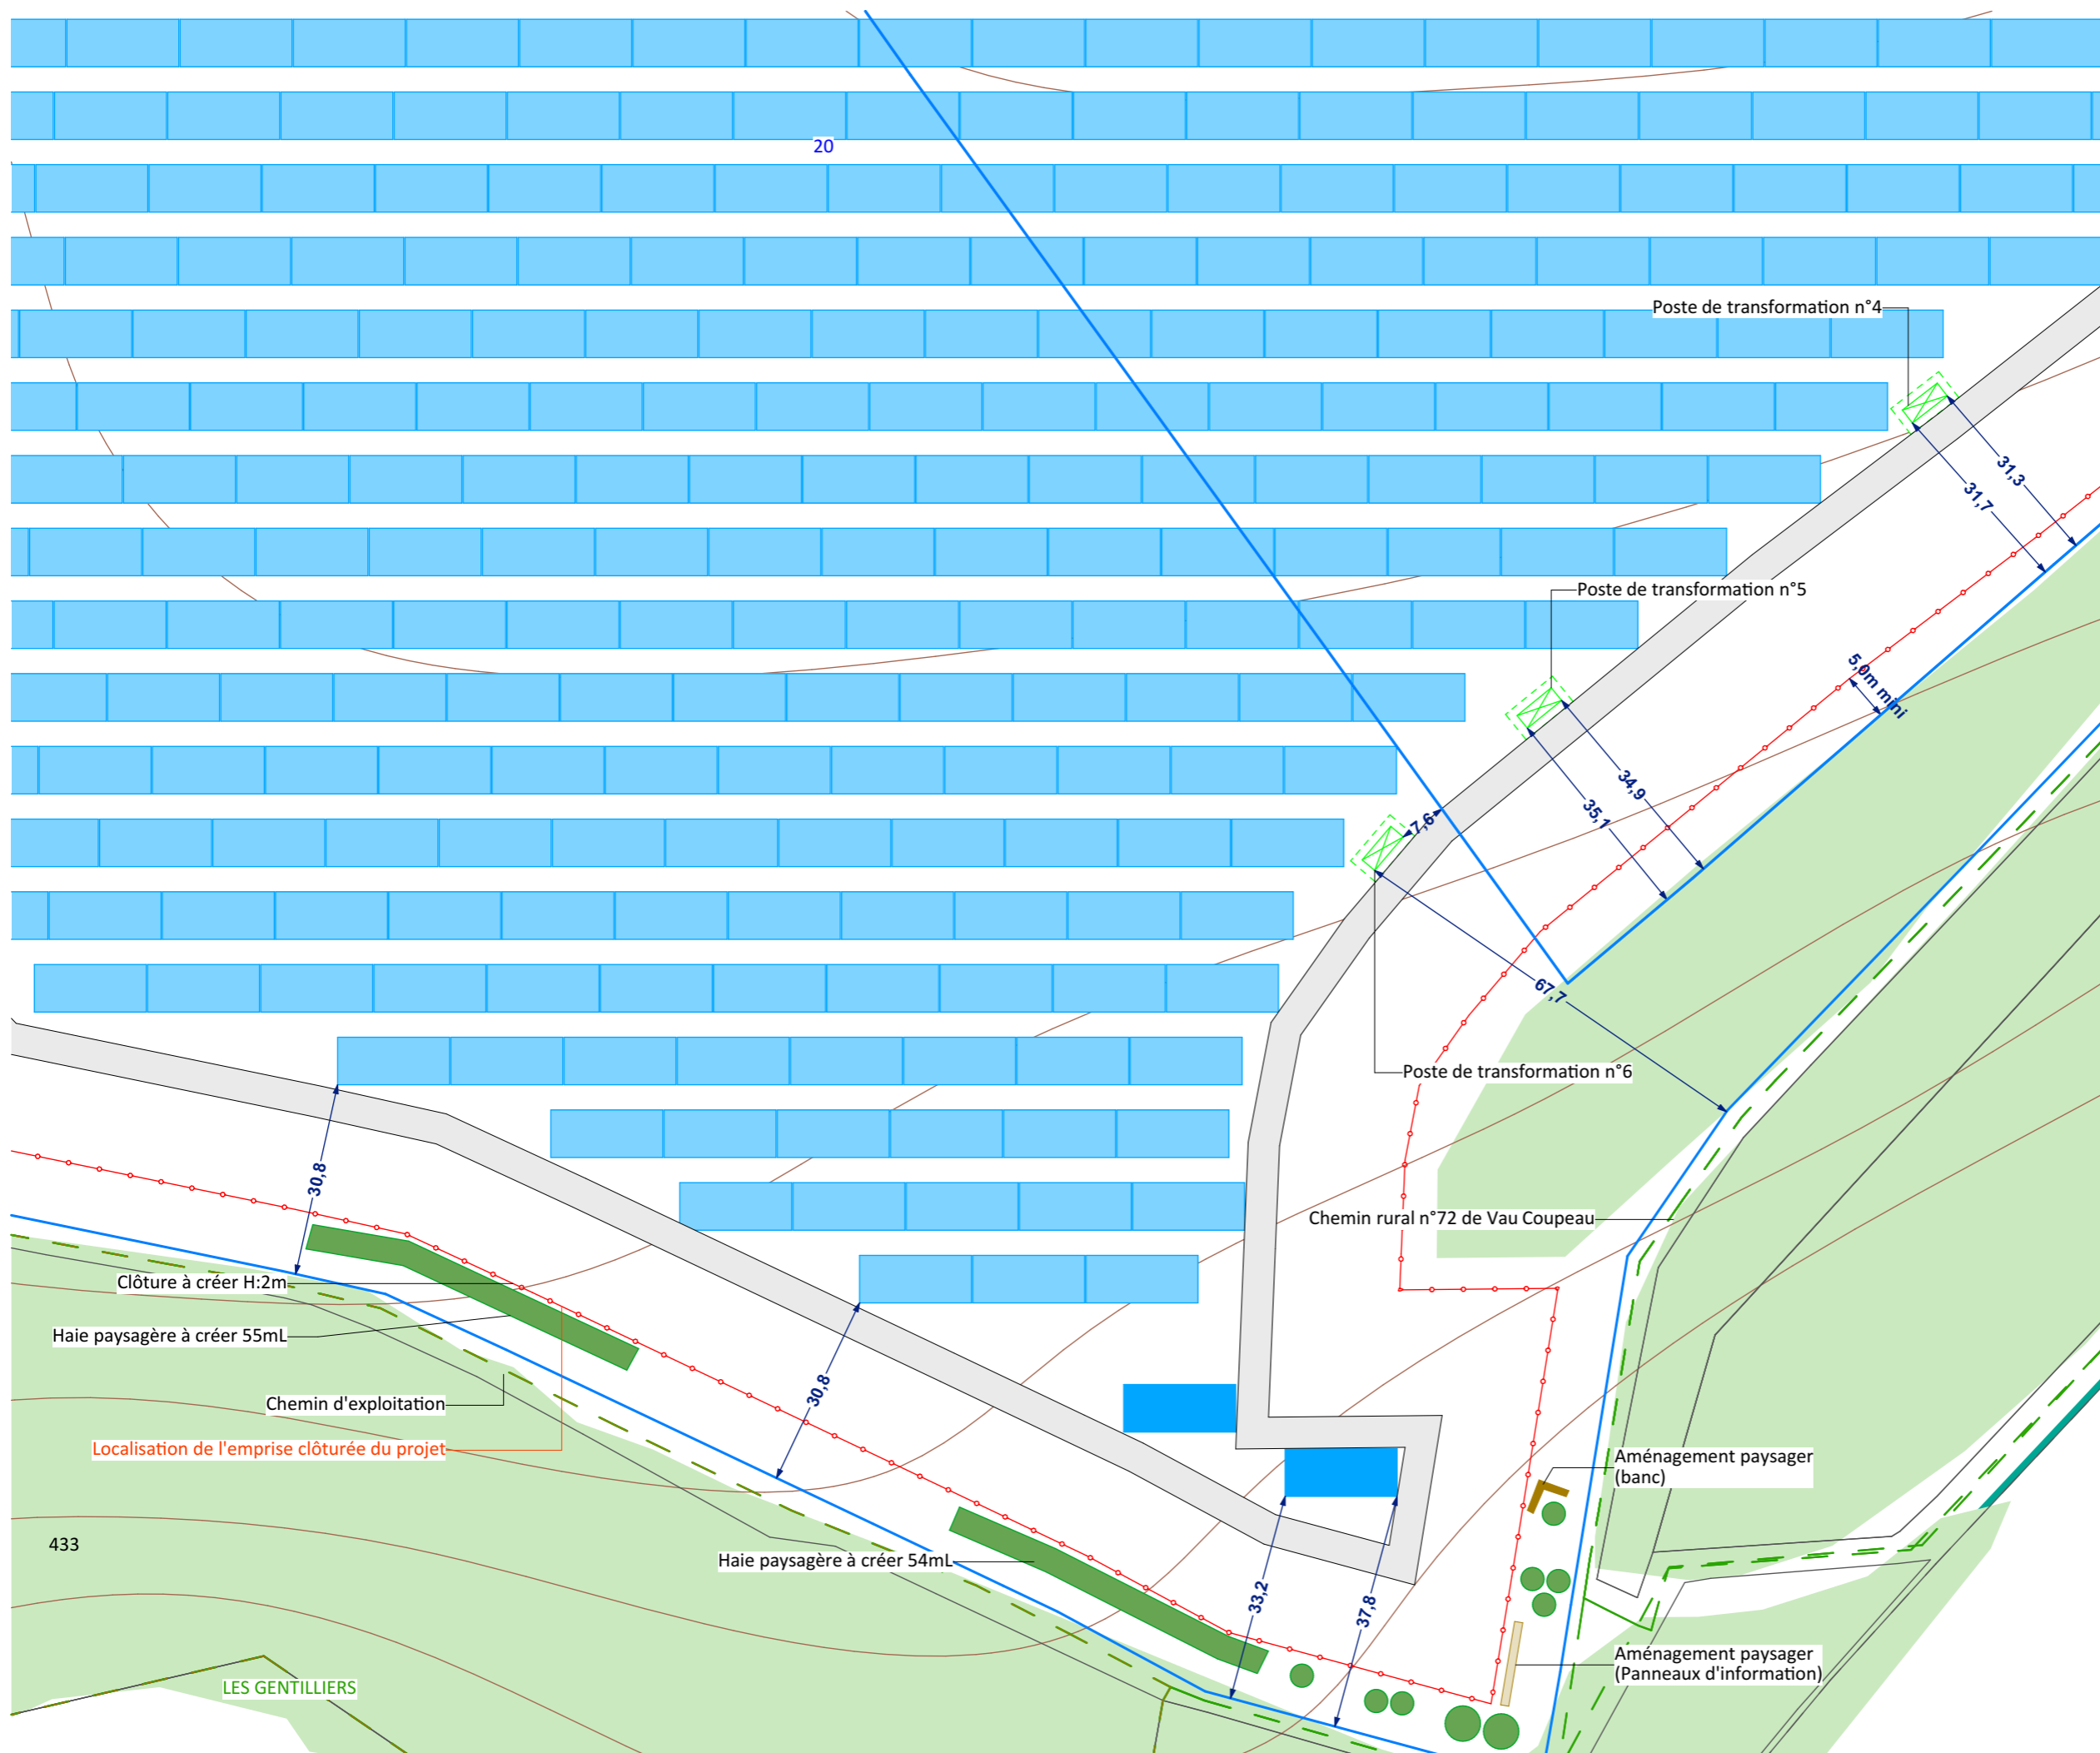 20
Poste de transformation n°4
31,3
31,7
Poste de transformation n°5
5,0m mini
34,9
35,1
7,6
67,7
Poste de transformation n°6
30,8
Chemin rural n°72 de Vau Coupeau
Clôture à créer H:2m
Haie paysagère à créer 55mL
30,8
Chemin d'exploitation
Localisation de l'emprise clôturée du projet
Aménagement paysager
(banc)
433
Haie paysagère à créer 54mL
33,2
37,8
Aménagement paysager
(Panneaux d'information)
LES GENTILLIERS